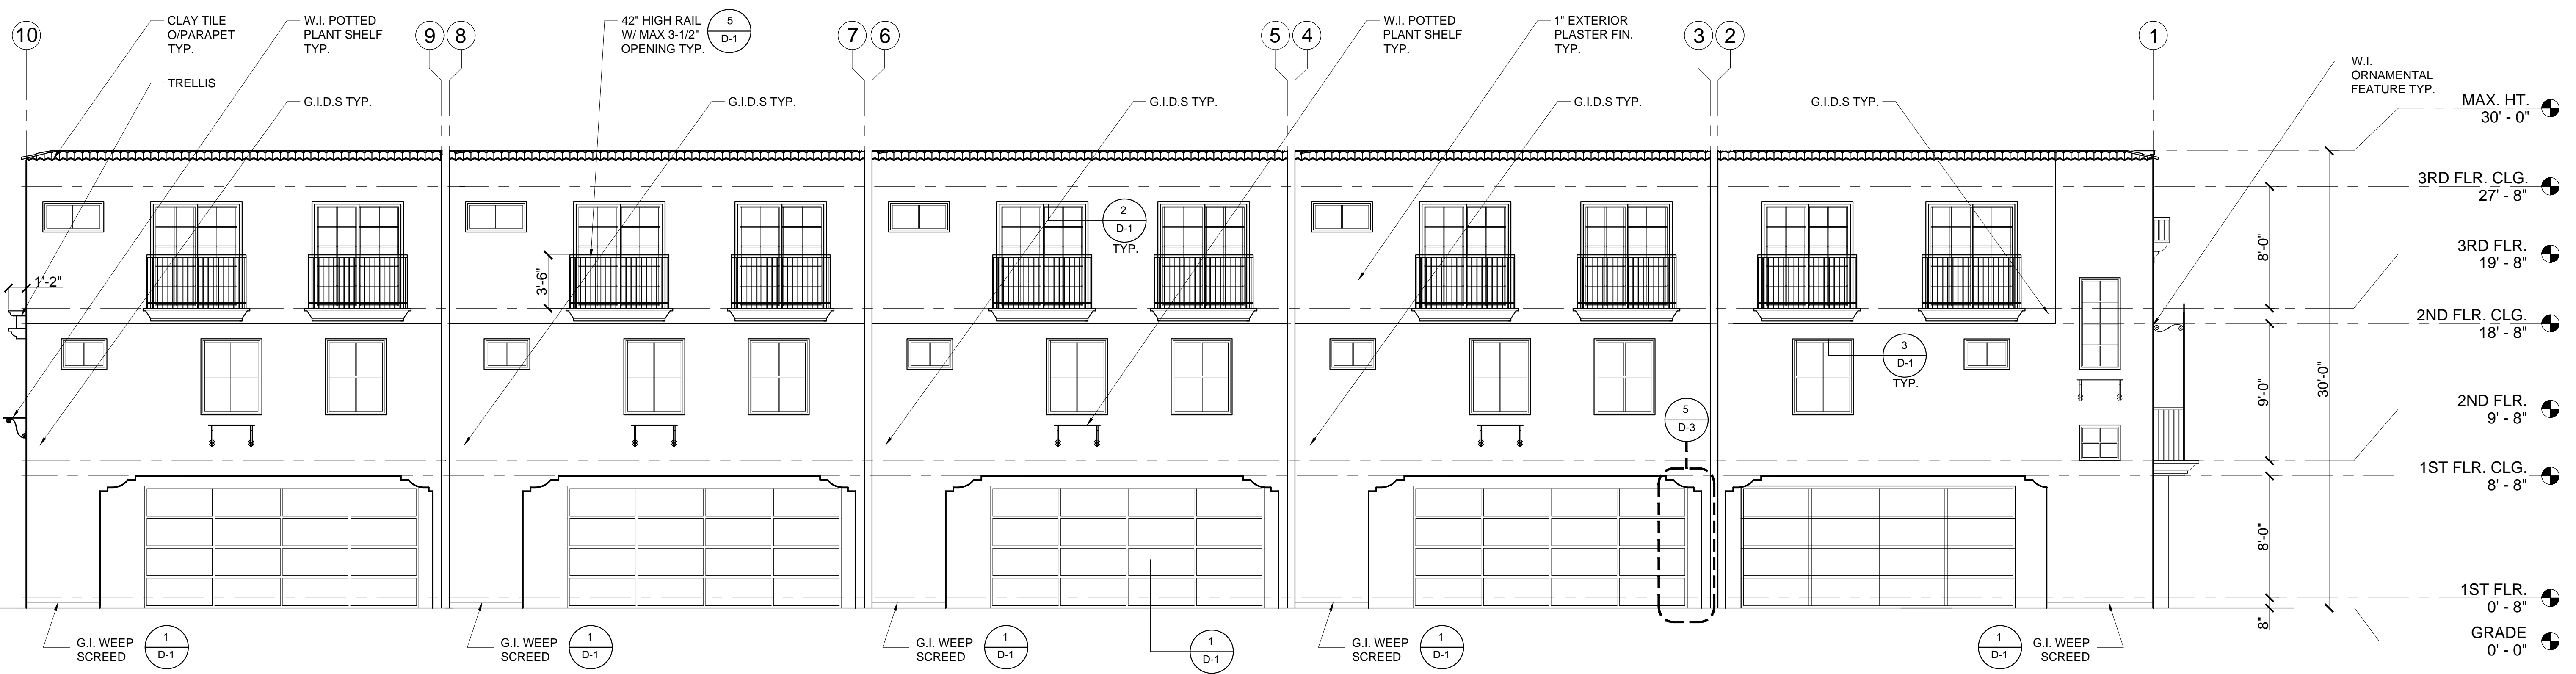 10
CLAY TILE
O/PARAPET
TYP.
TRELLIS
W.I. POTTED
PLANT SHELF
TYP.
G.I.D.S TYP.
9
8
42" HIGH RAIL
W/ MAX 3-1/2"
OPENING TYP.
5
D-1
G.I.D.S TYP.
7
6
G.I.D.S TYP.
5
4
W.I. POTTED
PLANT SHELF
TYP.
1" EXTERIOR
PLASTER FIN.
TYP.
G.I.D.S TYP.
3
2
G.I.D.S TYP.
1
W.I.
ORNAMENTAL
FEATURE TYP.
MAX. HT.
30' - 0"
3RD FLR. CLG.
27' - 8"
3RD FLR.
19' - 8"
2ND FLR. CLG.
18' - 8"
2ND FLR.
9' - 8"
1ST FLR. CLG.
8' - 8"
1ST FLR.
0' - 8"
GRADE
0' - 0"
8'-0"
9'-0"
8'-0"
8"
30'-0"
1'-2"
3'-6"
2
D-1
TYP.
3
D-1
TYP.
5
D-3
G.I. WEEP
SCREED
1
D-1
G.I. WEEP
SCREED
1
D-1
G.I. WEEP
SCREED
1
D-1
1
D-1
G.I. WEEP
SCREED
1
D-1
1
D-1
G.I. WEEP
SCREED